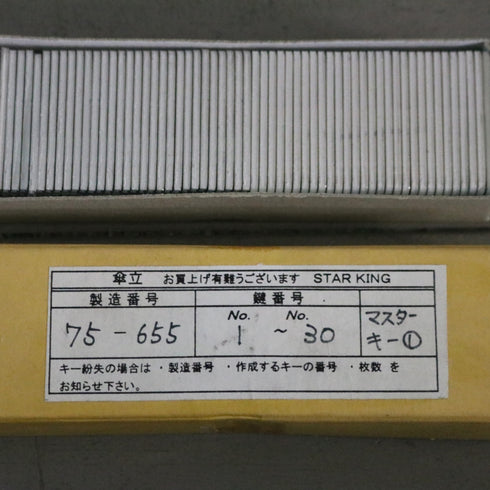 傘立 お買上げ有難うございます STAR KING
製造番号 鍵番号
No. No.
75-655 1 ~ 30 マスター
キー①
キー紛失の場合は・製造番号・作成するキーの番号・枚数を
お知らせ下さい。